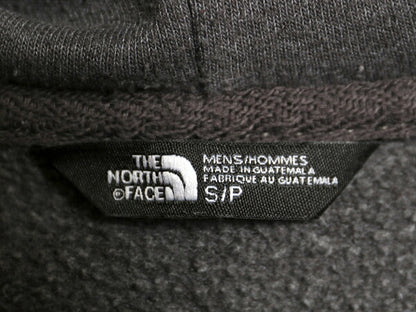 THE
NORTH
©FACE
MENS/HOMMES
MADE IN GUATEMALA
FABRIQUE AU GUATEMALA
S/P